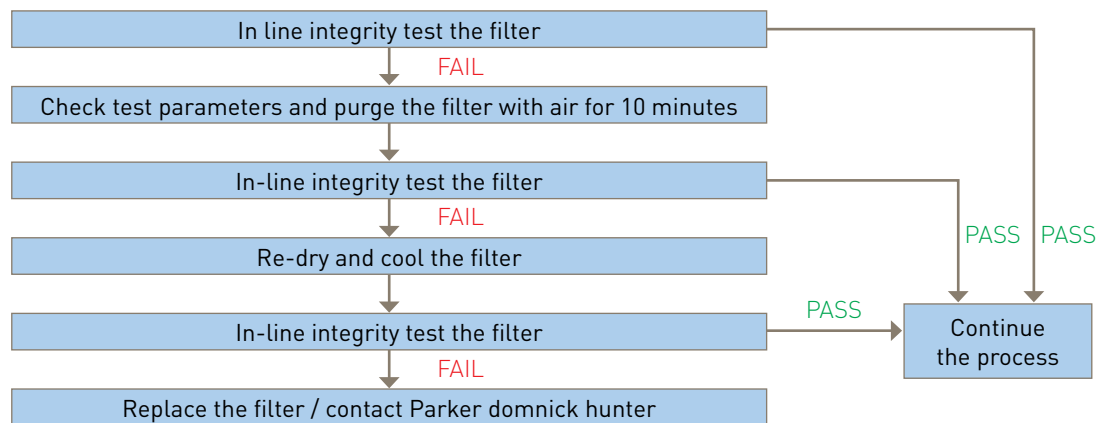 In line integrity test the filter
FAIL
Check test parameters and purge the filter with air for 10 minutes
In-line integrity test the filter
FAIL
PASS
PASS
Re-dry and cool the filter
In-line integrity test the filter
PASS
Continue
the process
FAIL
Replace the filter / contact Parker domnick hunter